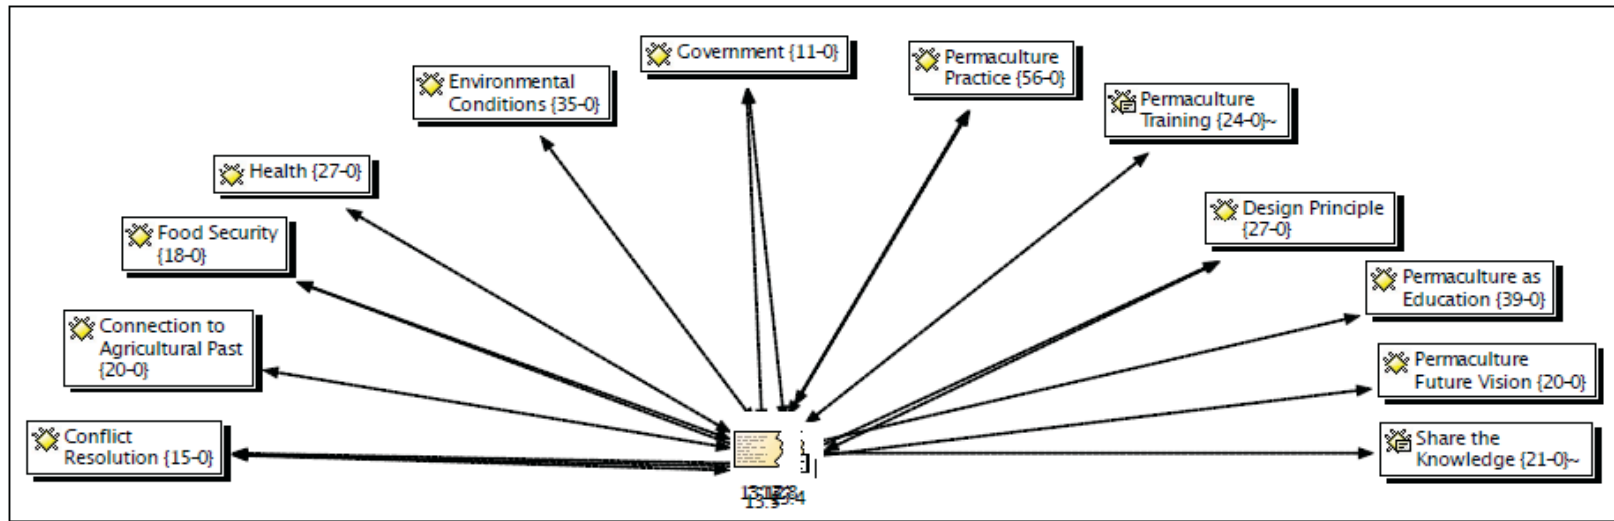 Government {11-0}
Permaculture
Practice {56-0}
Environmental
Conditions {35-0}
Permaculture
Training {24-0}~
Health {27-0}
Design Principle
{27-0}
Food Security
{18-0}
Permaculture as
Education {39-0}
Connection to
Agricultural Past
{20-0}
Permaculture
Future Vision {20-0}
Conflict
Resolution {15-0}
Share the
Knowledge {21-0}~